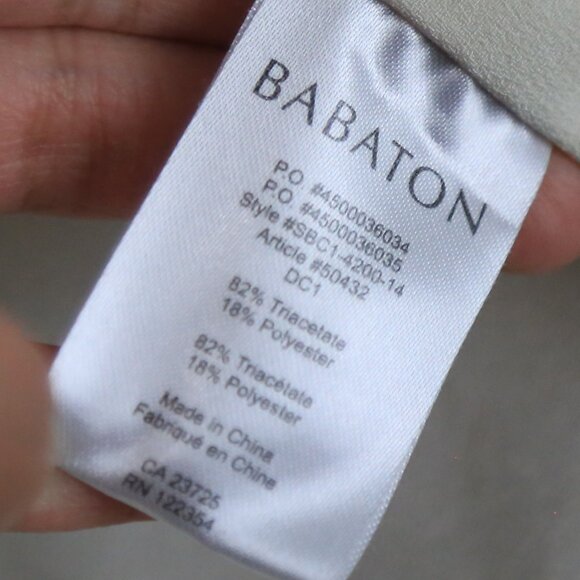 BABATON
P.O #4500036034
P.O #4500036035
Style #SBC1-4200-14
Article #50432
DC1
82% Triacetate
18% Polyester
82% Triacétate
18% Polyester
Made in China
Fabriqué en Chine
CA 23725
RN 122354